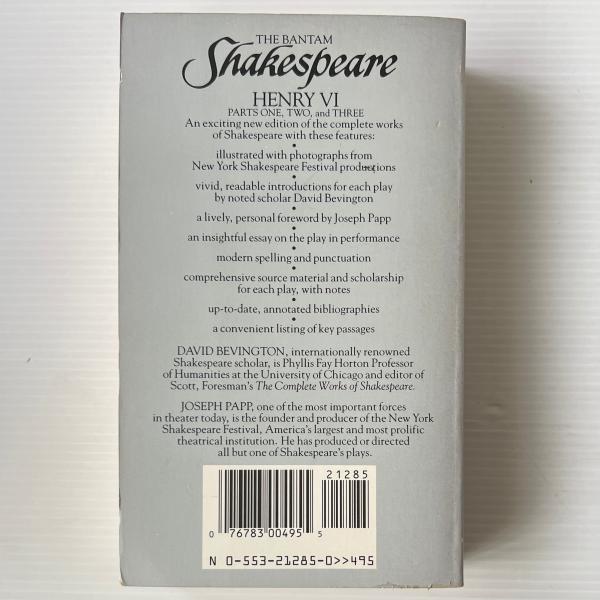 THE BANTAM
Shakespeare
HENRY VI
PARTS ONE, TWO, and THREE
An exciting new edition of the complete works
of Shakespeare with these features:
•
illustrated with photographs from
New York Shakespeare Festival productions
•
vivid, readable introductions for each play
by noted scholar David Bevington
•
a lively, personal foreword by Joseph Papp
•
an insightful essay on the play in performance
•
modern spelling and punctuation
•
comprehensive source material and scholarship
for each play, with notes
•
up-to-date, annotated bibliographies
•
a convenient listing of key passages
DAVID BEVINGTON, internationally renowned
Shakespeare scholar, is Phyllis Fay Horton Professor
of Humanities at the University of Chicago and editor of
Scott, Foresman's The Complete Works of Shakespeare.
JOSEPH PAPP, one of the most important forces
in theater today, is the founder and producer of the New York
Shakespeare Festival, America's largest and most prolific
theatrical institution. He has produced or directed
all but one of Shakespeare's plays.
21285
0 76783 00495 5
N 0-553-21285-0>>495